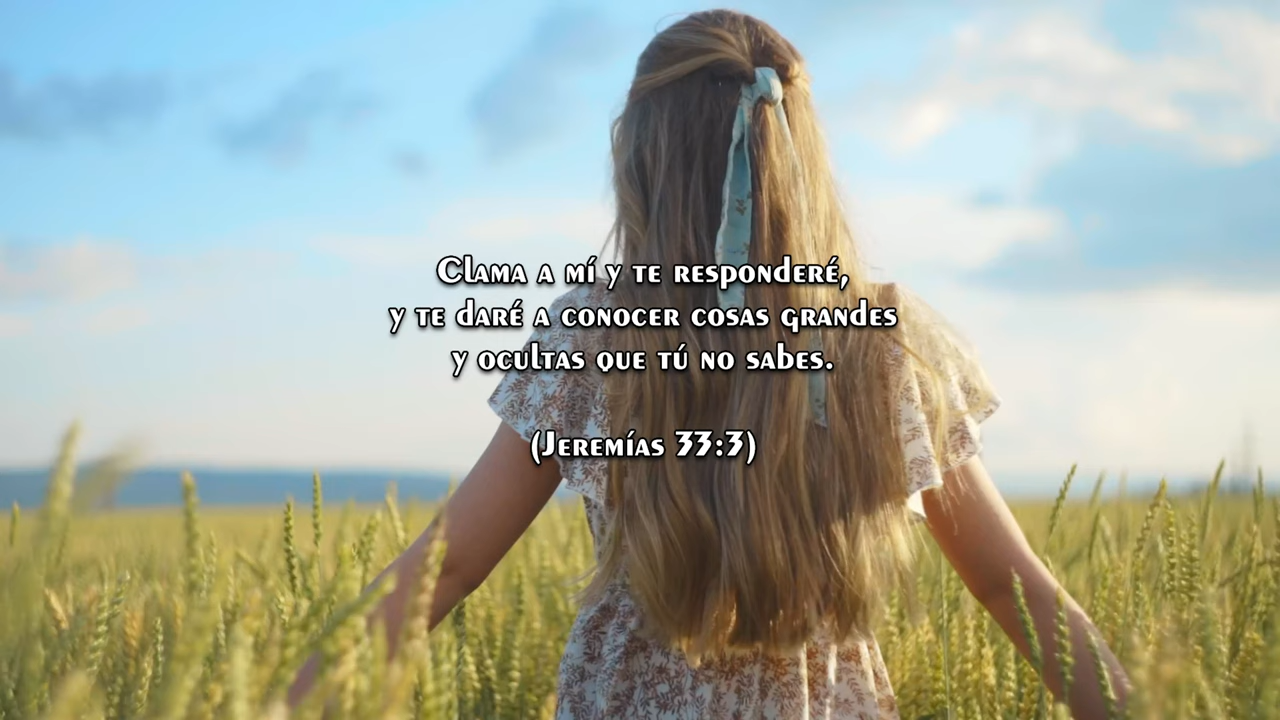 Clama a mí y te responderé,
y te daré a conocer cosas grandes
y ocultas que tú no sabes.
(Jeremías 33:3)